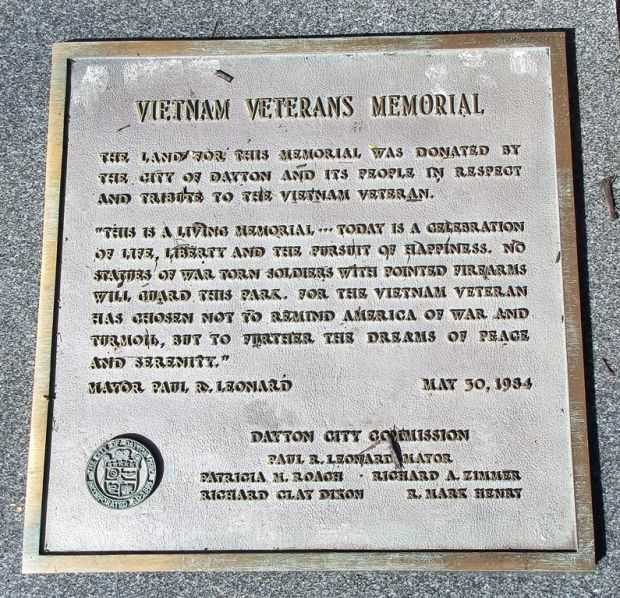 VIETNAM VETERANS MEMORIAL
THE LAND FOR THIS MEMORIAL WAS DONATED BY
THE CITY OF DAYTON AND ITS PEOPLE IN RESPECT
AND TRIBUTE TO THE VIETNAM VETERAN.
"THIS IS A LIVING MEMORIAL... TODAY IS A CELEBRATION
OF LIFE, LIBERTY AND THE PURSUIT OF HAPPINESS. NO
STATUES OF WAR TORN SOLDIERS WITH POINTED FIREARMS
WILL GUARD THIS PARK. FOR THE VIETNAM VETERAN
HAS CHOSEN NOT TO REMIND AMERICA OF WAR AND
TURMOIL, BUT TO FURTHER THE DREAMS OF PEACE
AND SERENITY."
MAYOR PAUL R. LEONARD MAY 30, 1984
DAYTON CITY COMMISSION
PAUL R. LEONARD MAYOR
PATRICIA M. ROACH · RICHARD A. ZIMMER
RICHARD CLAY DIXON R. MARK HENRY